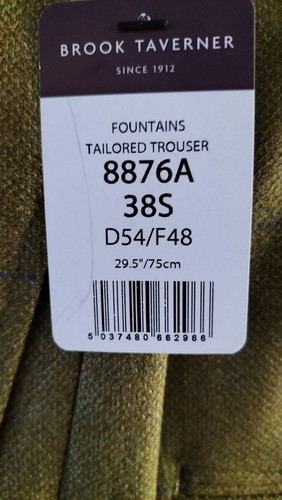 BROOK TAVERNER
SINCE 1912
FOUNTAINS
TAILORED TROUSER
8876A
38S
D54/F48
29.5"/75cm
5 037480 662966